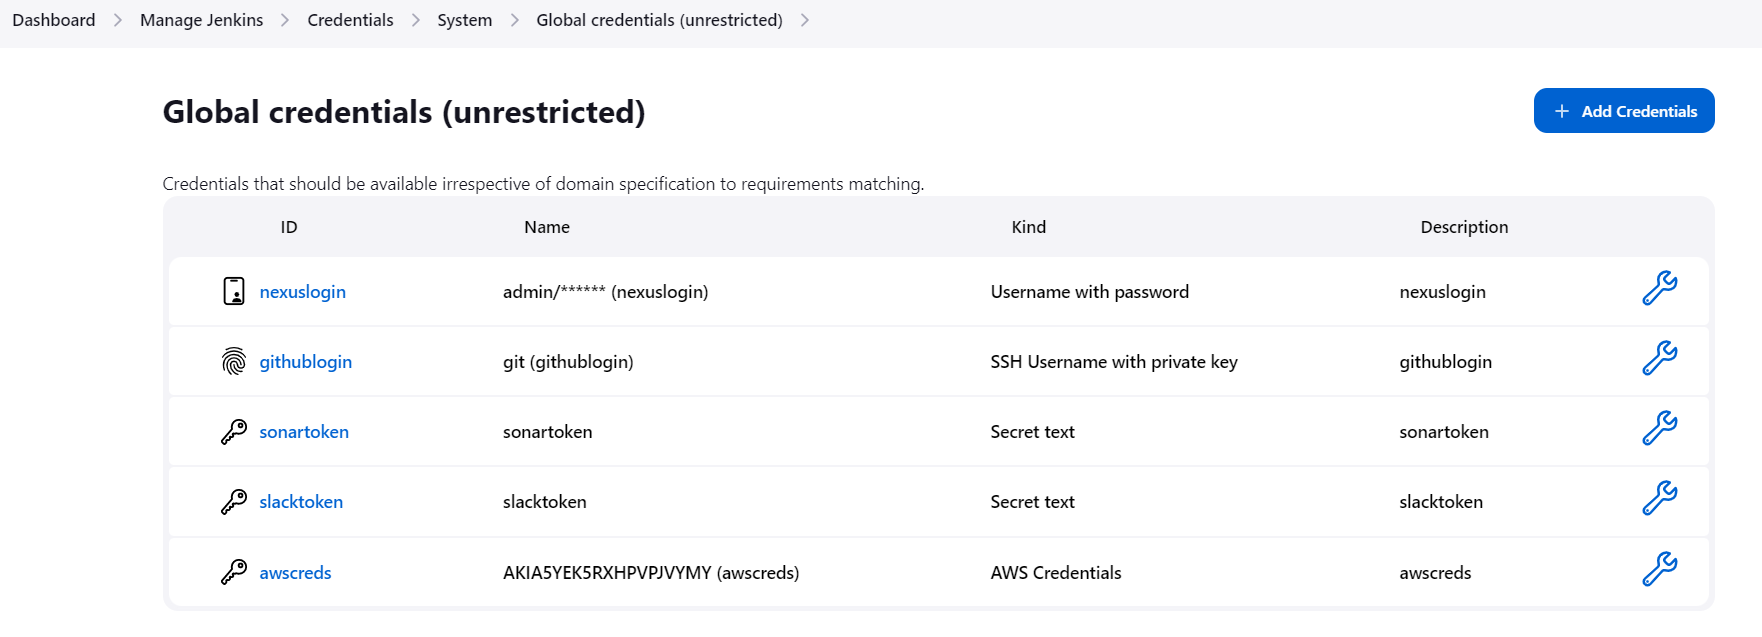 Dashboard > Manage Jenkins > Credentials > System > Global credentials (unrestricted) >
Global credentials (unrestricted)
+ Add Credentials
Credentials that should be available irrespective of domain specification to requirements matching.
ID Name Kind Description
nexuslogin admin/****** (nexuslogin) Username with password nexuslogin
githublogin git (githublogin) SSH Username with private key githublogin
sonartoken sonartoken Secret text sonartoken
slacktoken slacktoken Secret text slacktoken
awscreds AKIA5YEK5RXHPVPJVYMY (awscreds) AWS Credentials awscreds